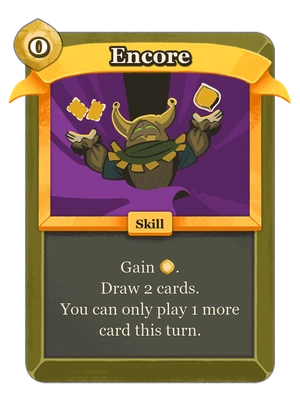 0
Encore
Skill
Gain .
Draw 2 cards.
You can only play 1 more
card this turn.